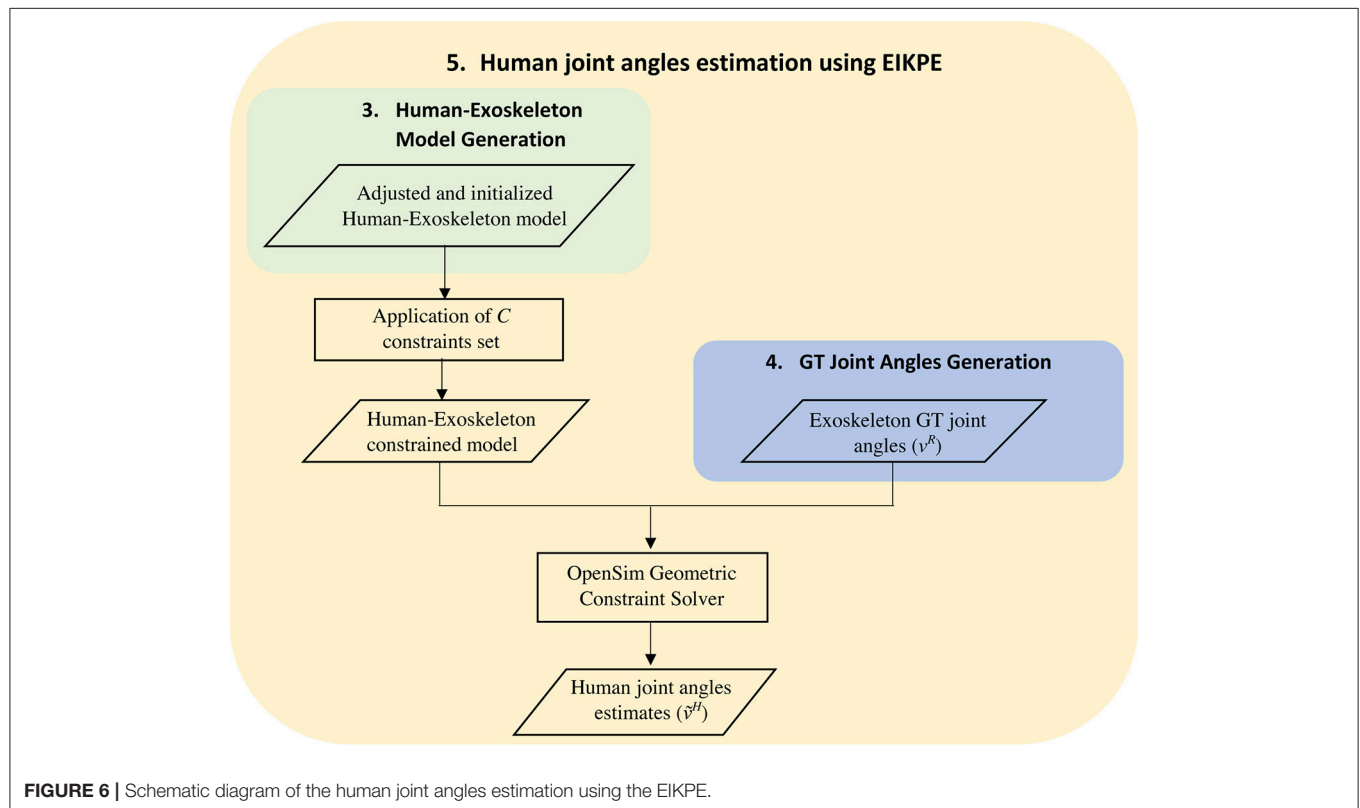 5. Human joint angles estimation using EIKPE
3. Human-Exoskeleton
Model Generation
Adjusted and initialized
Human-Exoskeleton model
Application of C
constraints set
Human-Exoskeleton
constrained model
4. GT Joint Angles Generation
Exoskeleton GT joint
angles (v^R)
OpenSim Geometric
Constraint Solver
Human joint angles
estimates (ṽ^H)
FIGURE 6 | Schematic diagram of the human joint angles estimation using the EIKPE.